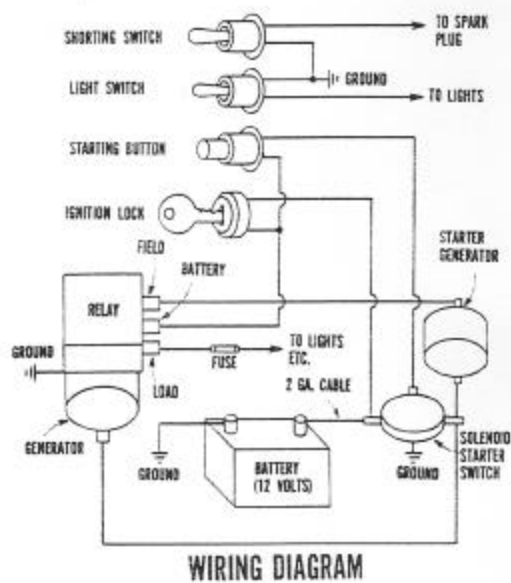 SHORTING SWITCH
TO SPARK
PLUG
LIGHT SWITCH
GROUND
TO LIGHTS
STARTING BUTTON
IGNITION LOCK
FIELD
BATTERY
STARTER
GENERATOR
RELAY
GROUND
TO LIGHTS
ETC.
FUSE
LOAD
2 GA. CABLE
GENERATOR
GROUND
BATTERY
(12 VOLTS)
GROUND
SOLENOID
STARTER
SWITCH
WIRING DIAGRAM